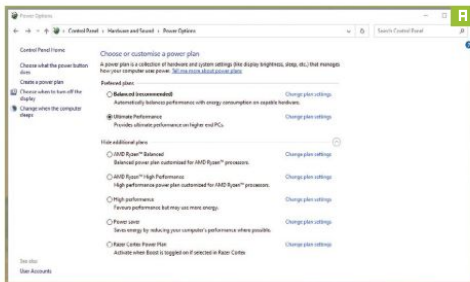 Power Options
A
Control Panel > Hardware and Sound > Power Options
Search Control Panel
Control Panel Home
Choose what the power button does
Create a power plan
Choose when to turn off the display
Change when the computer sleeps
Choose or customise a power plan
A power plan is a collection of hardware and system settings (like display brightness, sleep, etc.) that manages
how your computer uses power. Tell me more about power plans
Preferred plans
Balanced (recommended) Change plan settings
Automatically balances performance with energy consumption on capable hardware.
Ultimate Performance Change plan settings
Provides ultimate performance on higher end PCs.
Hide additional plans
AMD Ryzen™ Balanced Change plan settings
Balanced power plan customized for AMD Ryzen™ processors.
AMD Ryzen™ High Performance Change plan settings
High performance power plan customized for AMD Ryzen™ processors.
High performance Change plan settings
Favours performance but may use more energy.
Power saver Change plan settings
Saves energy by reducing your computer's performance where possible.
Razer Cortex Power Plan Change plan settings
Activate when Boost is toggled on if selected in Razer Cortex
See also
User Accounts